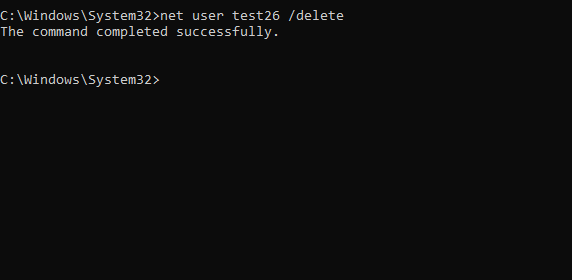 C:\Windows\System32>net user test26 /delete
The command completed successfully.
C:\Windows\System32>